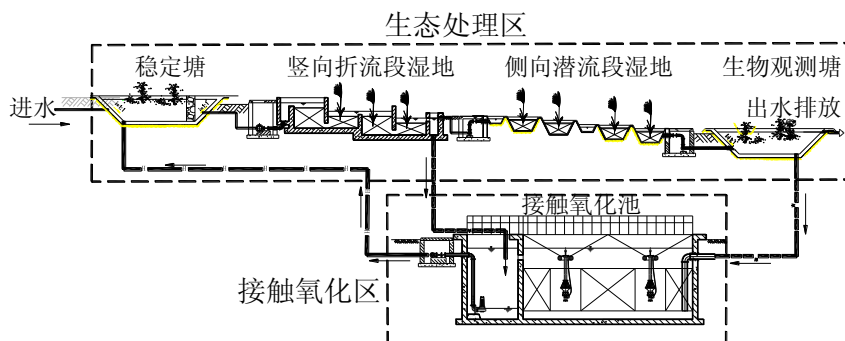 生态处理区
稳定塘
竖向折流段湿地
侧向潜流段湿地
生物观测塘
进水
出水排放
接触氧化池
接触氧化区